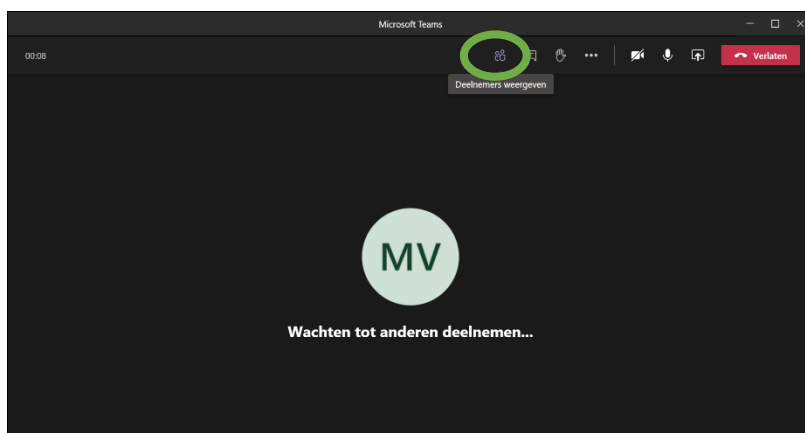 Microsoft Teams
00:08
Verlaten
Deelnemers weergeven
MV
Wachten tot anderen deelnemen...